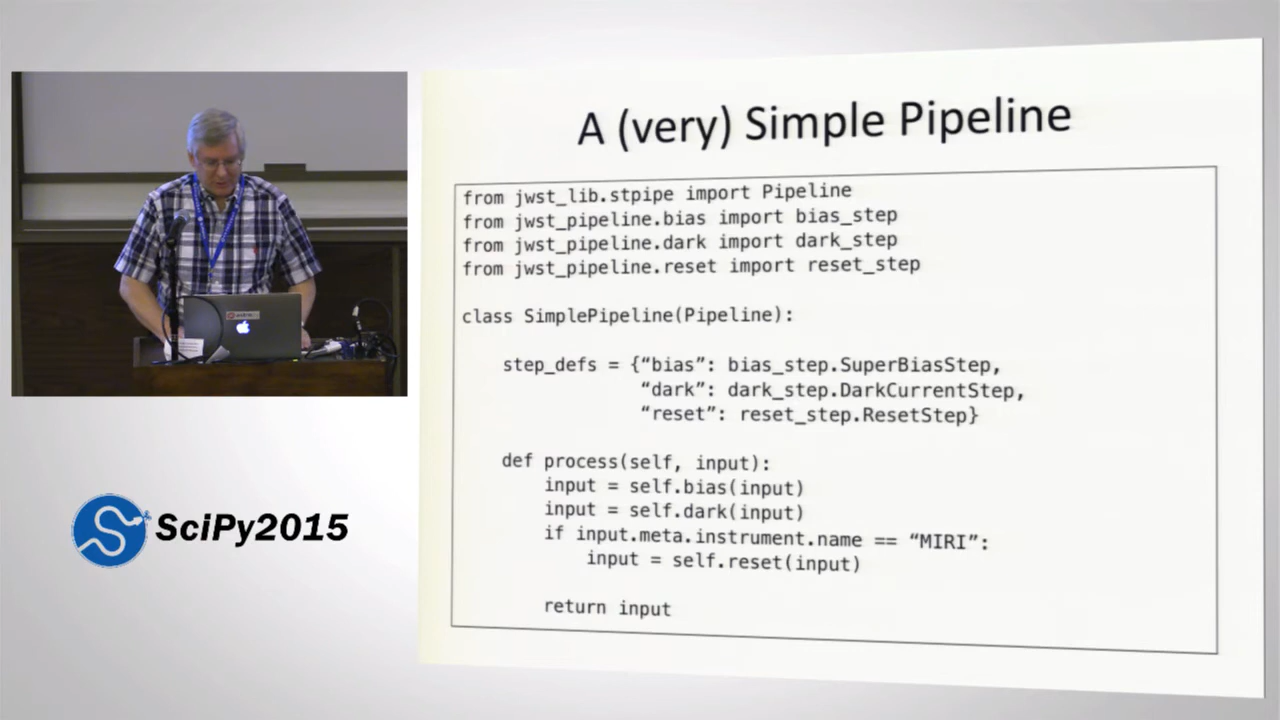 A (very) Simple Pipeline
from jwst_lib.stpipe import Pipeline
from jwst_pipeline.bias import bias_step
from jwst_pipeline.dark import dark_step
from jwst_pipeline.reset import reset_step
class SimplePipeline(Pipeline):
step_defs = {“bias”: bias_step.SuperBiasStep,
“dark”: dark_step.DarkCurrentStep,
“reset”: reset_step.ResetStep}
def process(self, input):
input = self.bias(input)
input = self.dark(input)
if input.meta.instrument.name == “MIRI”:
input = self.reset(input)
return input
SciPy2015